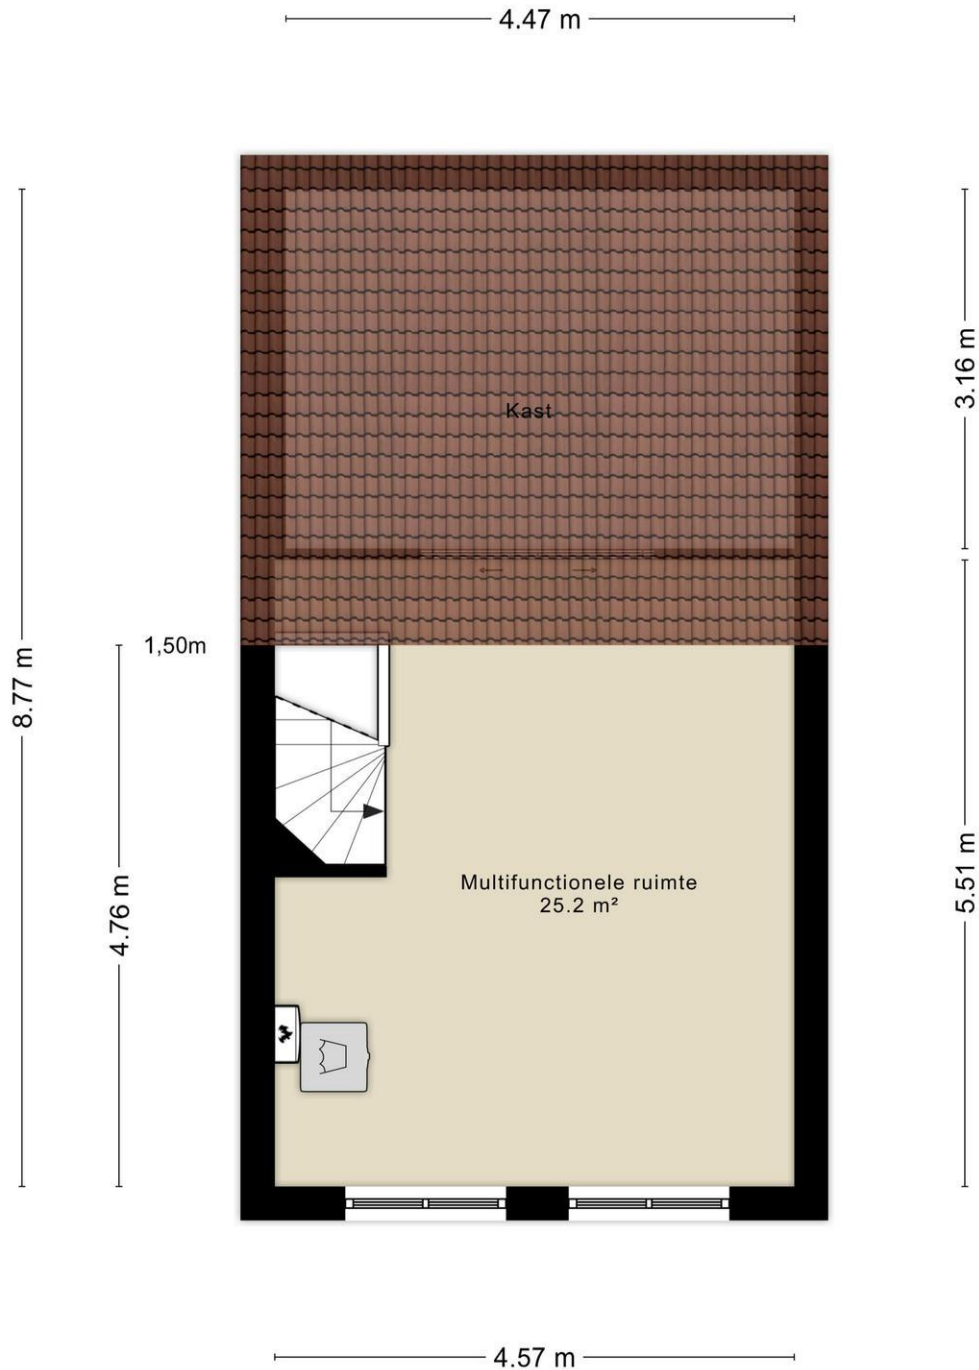 4.47 m
3.16 m
Kast
8.77 m
1,50m
4.76 m
5.51 m
Multifunctionele ruimte
25.2 m²
4.57 m